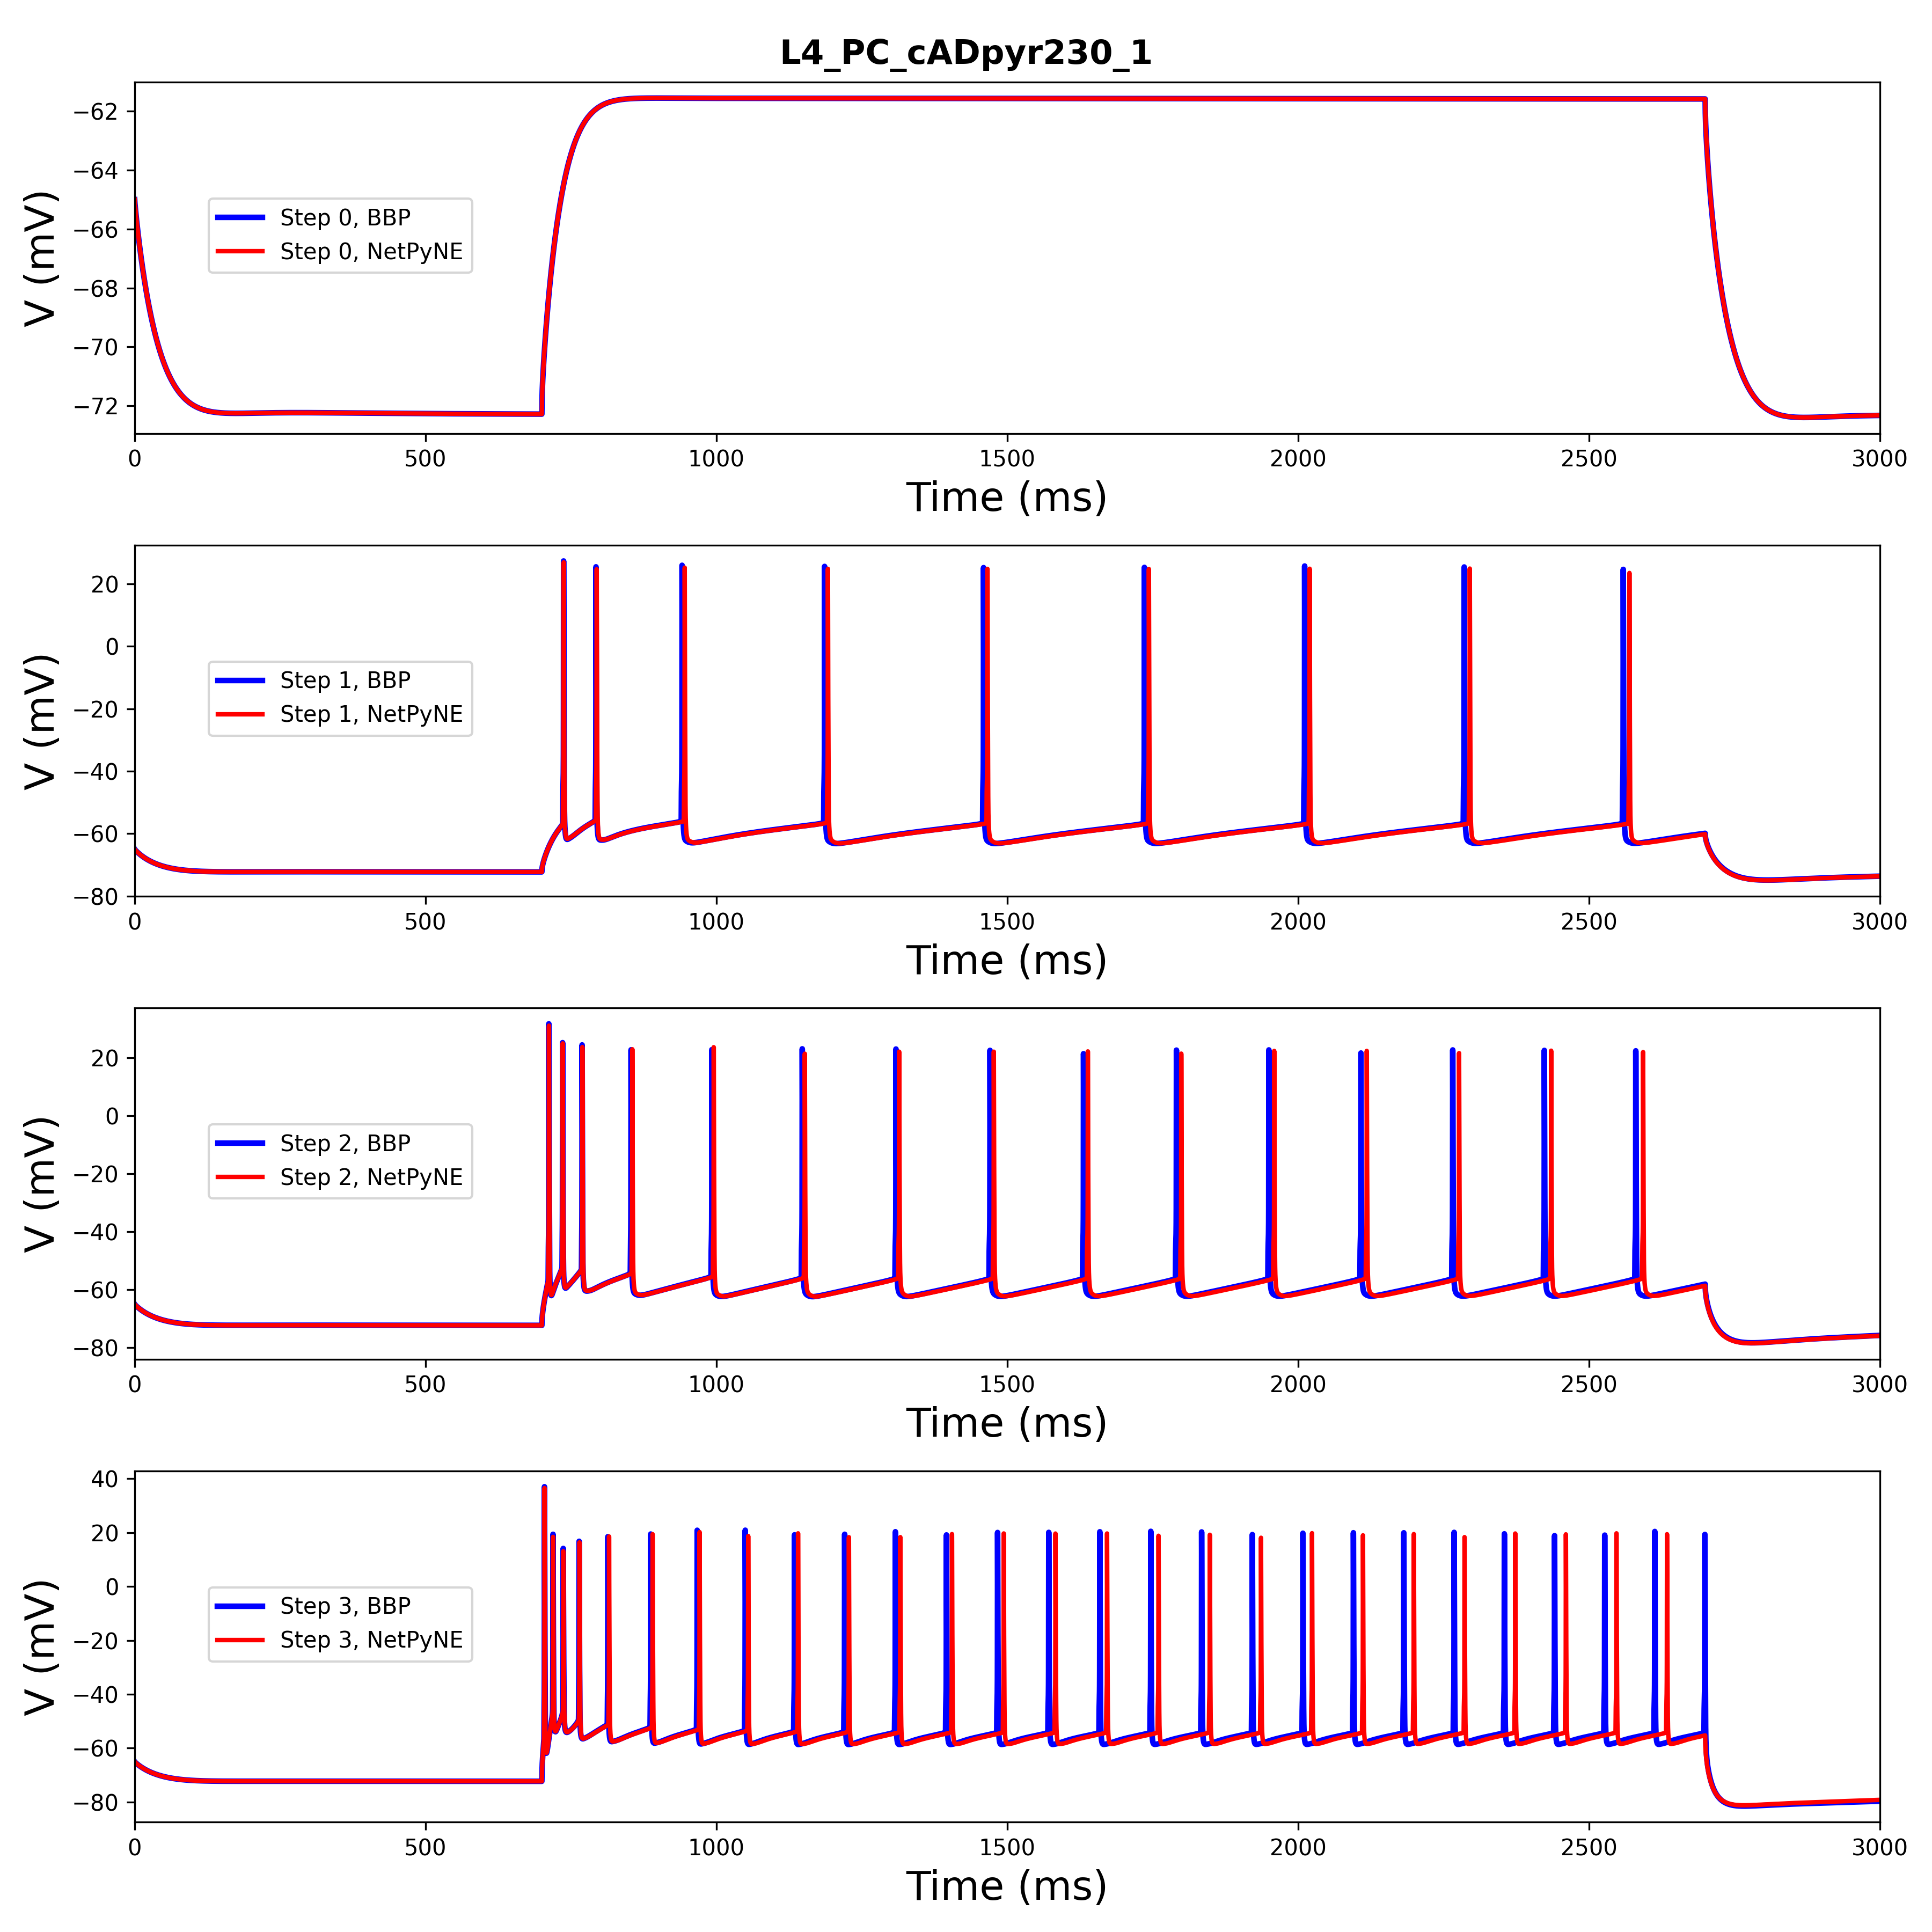 L4_PC_cADpyr230_1
V (mV)
−62
−64
−66
−68
−70
−72
Step 0, BBP
Step 0, NetPyNE
0 500 1000 1500 2000 2500 3000
Time (ms)
V (mV)
20
0
−20
−40
−60
−80
Step 1, BBP
Step 1, NetPyNE
0 500 1000 1500 2000 2500 3000
Time (ms)
V (mV)
20
0
−20
−40
−60
−80
Step 2, BBP
Step 2, NetPyNE
0 500 1000 1500 2000 2500 3000
Time (ms)
V (mV)
40
20
0
−20
−40
−60
−80
Step 3, BBP
Step 3, NetPyNE
0 500 1000 1500 2000 2500 3000
Time (ms)